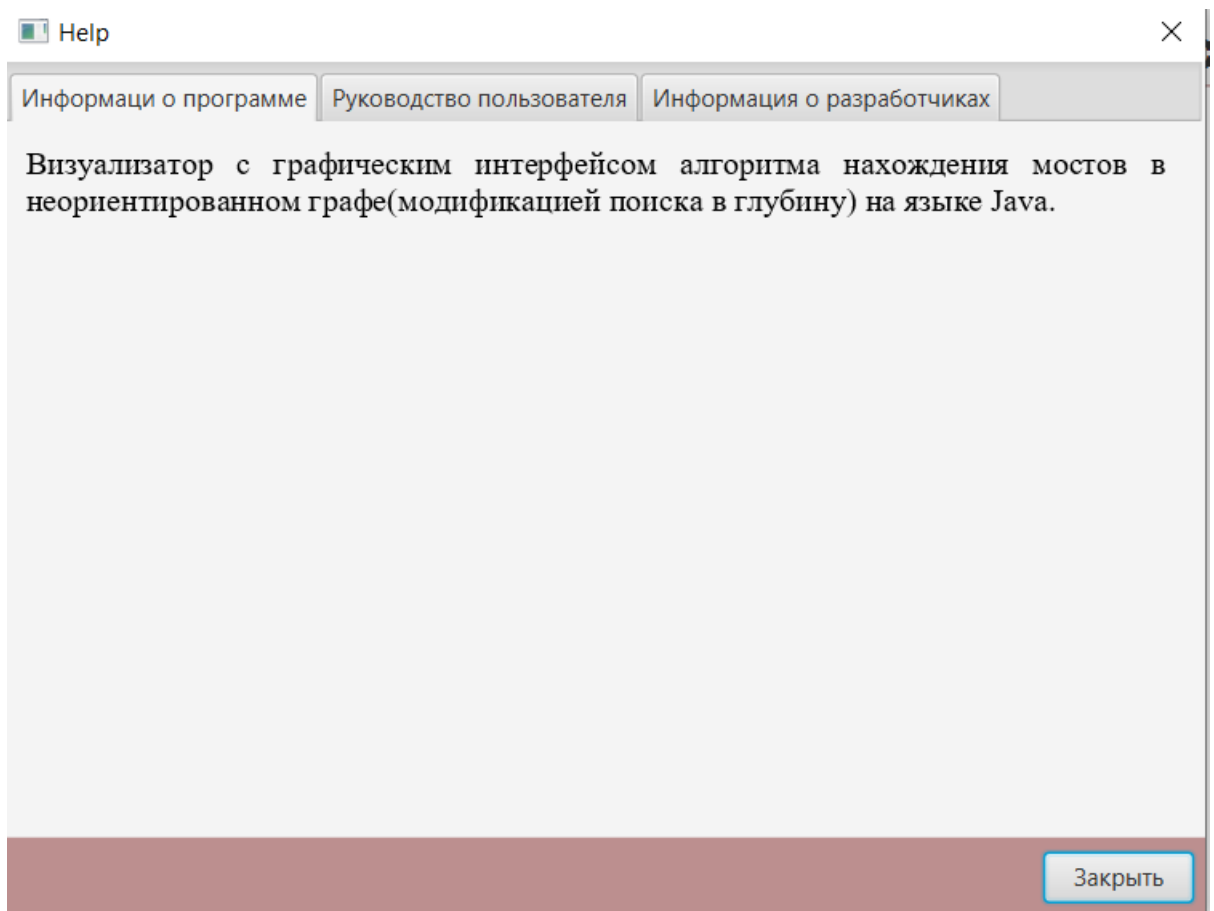 Help
Информаци о программе Руководство пользователя Информация о разработчиках
Визуализатор с графическим интерфейсом алгоритма нахождения мостов в
неориентированном графе(модификацией поиска в глубину) на языке Java.
Закрыть